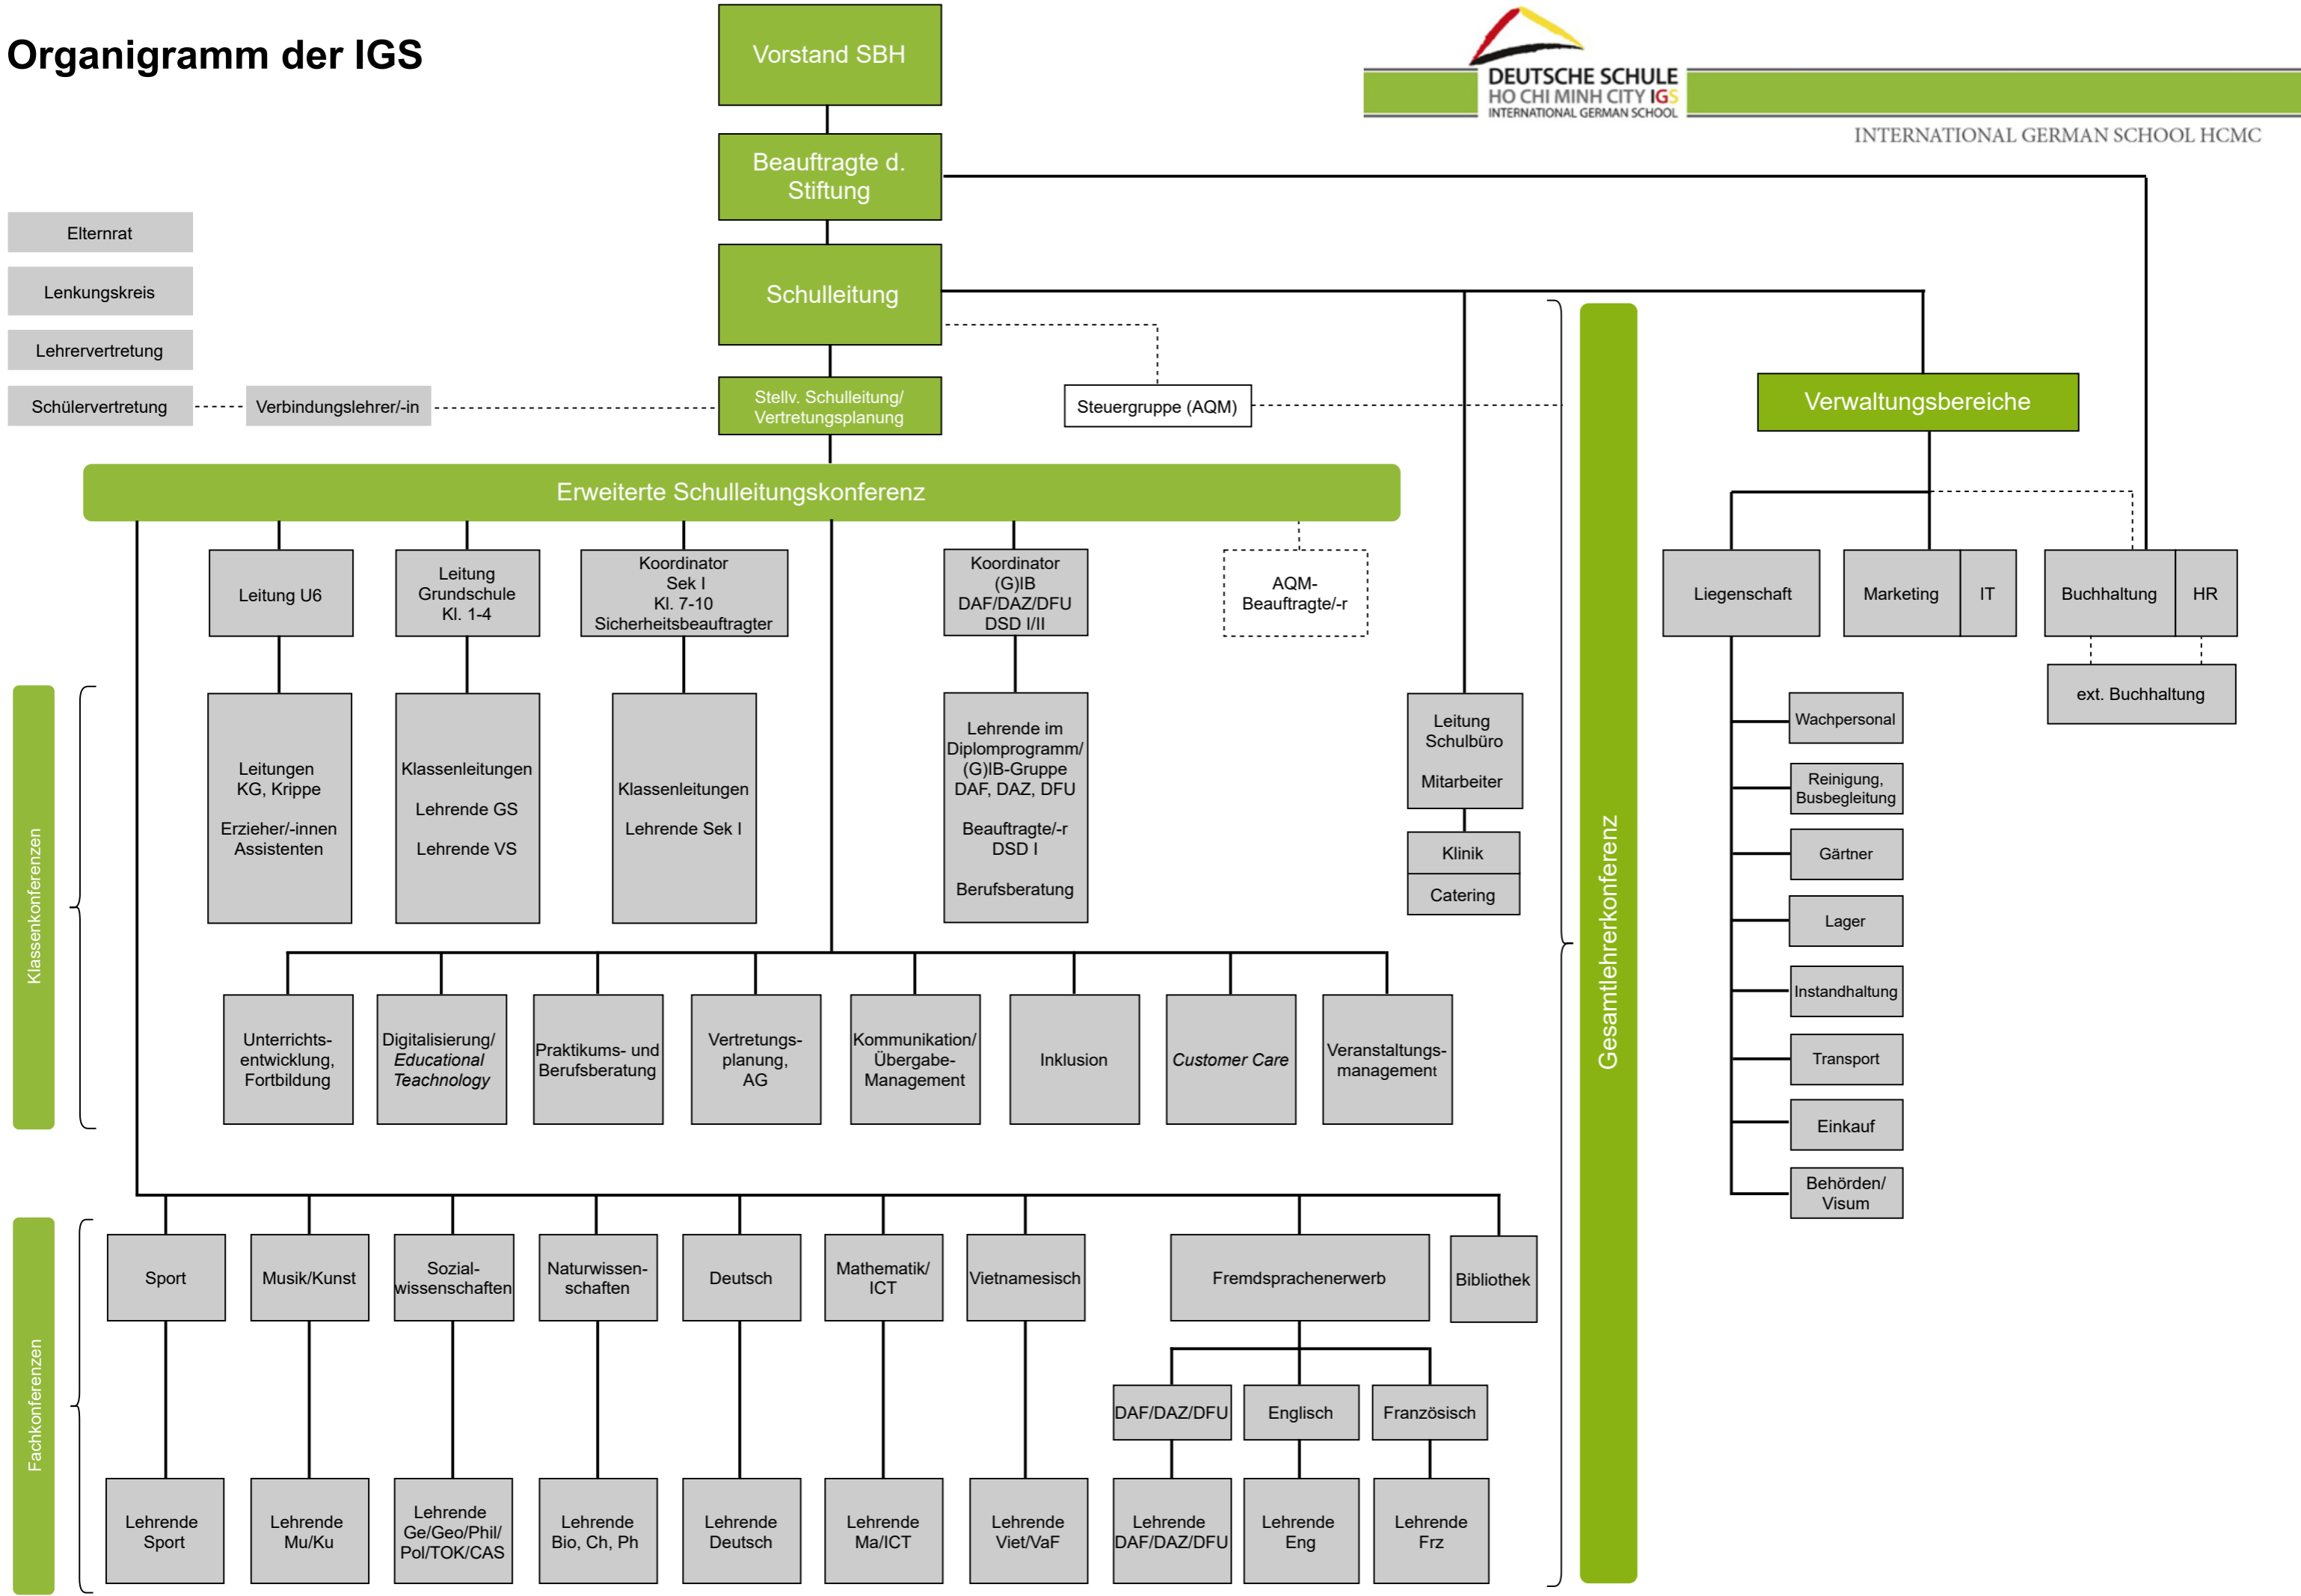 Organigramm der IGS
Vorstand SBH
DEUTSCHE SCHULE
HO CHI MINH CITY IGS
INTERNATIONAL GERMAN SCHOOL
INTERNATIONAL GERMAN SCHOOL HCMC
Beauftragte d.
Stiftung
Elternrat
Lenkungskreis
Lehrervertretung
Schülervertretung
Verbindungslehrer/-in
Schulleitung
Stellv. Schulleitung/
Vertretungsplanung
Steuergruppe (AQM)
Verwaltungsbereiche
Erweiterte Schulleitungskonferenz
Leitung U6
Leitung
Grundschule
Kl. 1-4
Koordinator
Sek I
Kl. 7-10
Sicherheitsbeauftragter
Koordinator
(G)IB
DAF/DAZ/DFU
DSD I/II
AQM-
Beauftragte/-r
Liegenschaft
Marketing
IT
Buchhaltung
HR
ext. Buchhaltung
Klassenkonferenzen
Leitungen
KG, Krippe
Erzieher/-innen
Assistenten
Klassenleitungen
Lehrende GS
Lehrende VS
Klassenleitungen
Lehrende Sek I
Lehrende im
Diplomprogramm/
(G)IB-Gruppe
DAF, DAZ, DFU
Beauftragte/-r
DSD I
Berufsberatung
Leitung
Schulbüro
Mitarbeiter
Klinik
Catering
Gesamtlehrerkonferenz
Wachpersonal
Reinigung,
Busbegleitung
Gärtner
Lager
Instandhaltung
Transport
Einkauf
Behörden/
Visum
Unterrichts-
entwicklung,
Fortbildung
Digitalisierung/
Educational
Teachnology
Praktikums- und
Berufsberatung
Vertretungs-
planung,
AG
Kommunikation/
Übergabe-
Management
Inklusion
Customer Care
Veranstaltungs-
management
Fachkonferenzen
Sport
Musik/Kunst
Sozial-
wissenschaften
Naturwissen-
schaften
Deutsch
Mathematik/
ICT
Vietnamesisch
Fremdsprachenerwerb
Bibliothek
DAF/DAZ/DFU
Englisch
Französisch
Lehrende
Sport
Lehrende
Mu/Ku
Lehrende
Ge/Geo/Phil/
Pol/TOK/CAS
Lehrende
Bio, Ch, Ph
Lehrende
Deutsch
Lehrende
Ma/ICT
Lehrende
Viet/VaF
Lehrende
DAF/DAZ/DFU
Lehrende
Eng
Lehrende
Frz